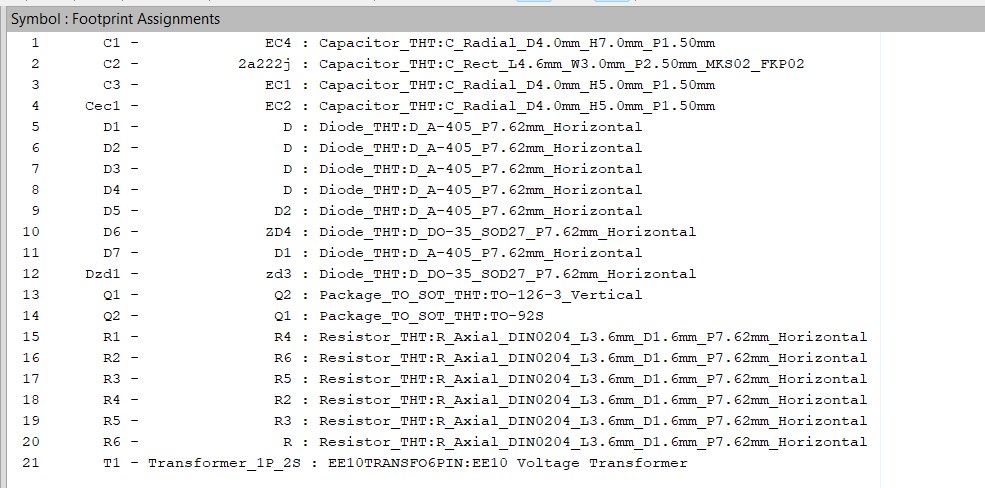 Symbol : Footprint Assignments
1 C1 - EC4 : Capacitor_THT:C_Radial_D4.0mm_H7.0mm_P1.50mm
2 C2 - 2a222j : Capacitor_THT:C_Rect_L4.6mm_W3.0mm_P2.50mm_MKS02_FKP02
3 C3 - EC1 : Capacitor_THT:C_Radial_D4.0mm_H5.0mm_P1.50mm
4 Cec1 - EC2 : Capacitor_THT:C_Radial_D4.0mm_H5.0mm_P1.50mm
5 D1 - D : Diode_THT:D_A-405_P7.62mm_Horizontal
6 D2 - D : Diode_THT:D_A-405_P7.62mm_Horizontal
7 D3 - D : Diode_THT:D_A-405_P7.62mm_Horizontal
8 D4 - D : Diode_THT:D_A-405_P7.62mm_Horizontal
9 D5 - D2 : Diode_THT:D_A-405_P7.62mm_Horizontal
10 D6 - ZD4 : Diode_THT:D_DO-35_SOD27_P7.62mm_Horizontal
11 D7 - D1 : Diode_THT:D_A-405_P7.62mm_Horizontal
12 Dzd1 - zd3 : Diode_THT:D_DO-35_SOD27_P7.62mm_Horizontal
13 Q1 - Q2 : Package_TO_SOT_THT:TO-126-3_Vertical
14 Q2 - Q1 : Package_TO_SOT_THT:TO-92S
15 R1 - R4 : Resistor_THT:R_Axial_DIN0204_L3.6mm_D1.6mm_P7.62mm_Horizontal
16 R2 - R6 : Resistor_THT:R_Axial_DIN0204_L3.6mm_D1.6mm_P7.62mm_Horizontal
17 R3 - R5 : Resistor_THT:R_Axial_DIN0204_L3.6mm_D1.6mm_P7.62mm_Horizontal
18 R4 - R2 : Resistor_THT:R_Axial_DIN0204_L3.6mm_D1.6mm_P7.62mm_Horizontal
19 R5 - R3 : Resistor_THT:R_Axial_DIN0204_L3.6mm_D1.6mm_P7.62mm_Horizontal
20 R6 - R : Resistor_THT:R_Axial_DIN0204_L3.6mm_D1.6mm_P7.62mm_Horizontal
21 T1 - Transformer_1P_2S : EE10TRANSFO6PIN:EE10 Voltage Transformer